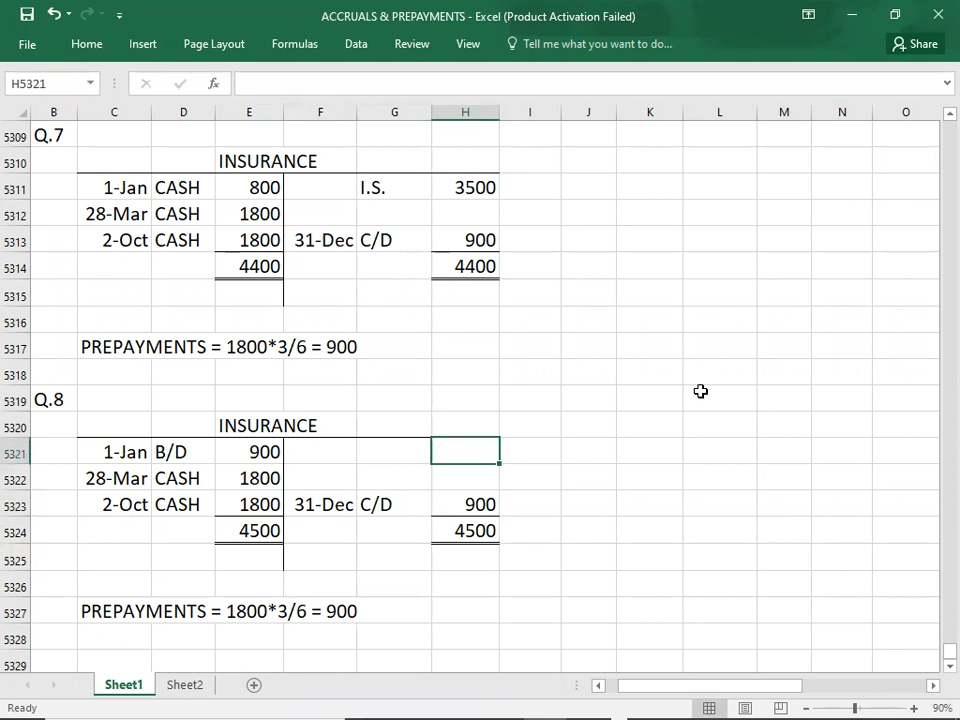 ACCRUALS & PREPAYMENTS - Excel (Product Activation Failed)
File Home Insert Page Layout Formulas Data Review View Tell me what you want to do... Share
H5321 fx
B C D E F G H I J K L M N O
5309 Q.7
5310 INSURANCE
5311 1-Jan CASH 800 I.S. 3500
5312 28-Mar CASH 1800
5313 2-Oct CASH 1800 31-Dec C/D 900
5314 4400 4400
5315
5316
5317 PREPAYMENTS = 1800*3/6 = 900
5318
5319 Q.8
5320 INSURANCE
5321 1-Jan B/D 900
5322 28-Mar CASH 1800
5323 2-Oct CASH 1800 31-Dec C/D 900
5324 4500 4500
5325
5326
5327 PREPAYMENTS = 1800*3/6 = 900
5328
5329
Sheet1 Sheet2
Ready 90%